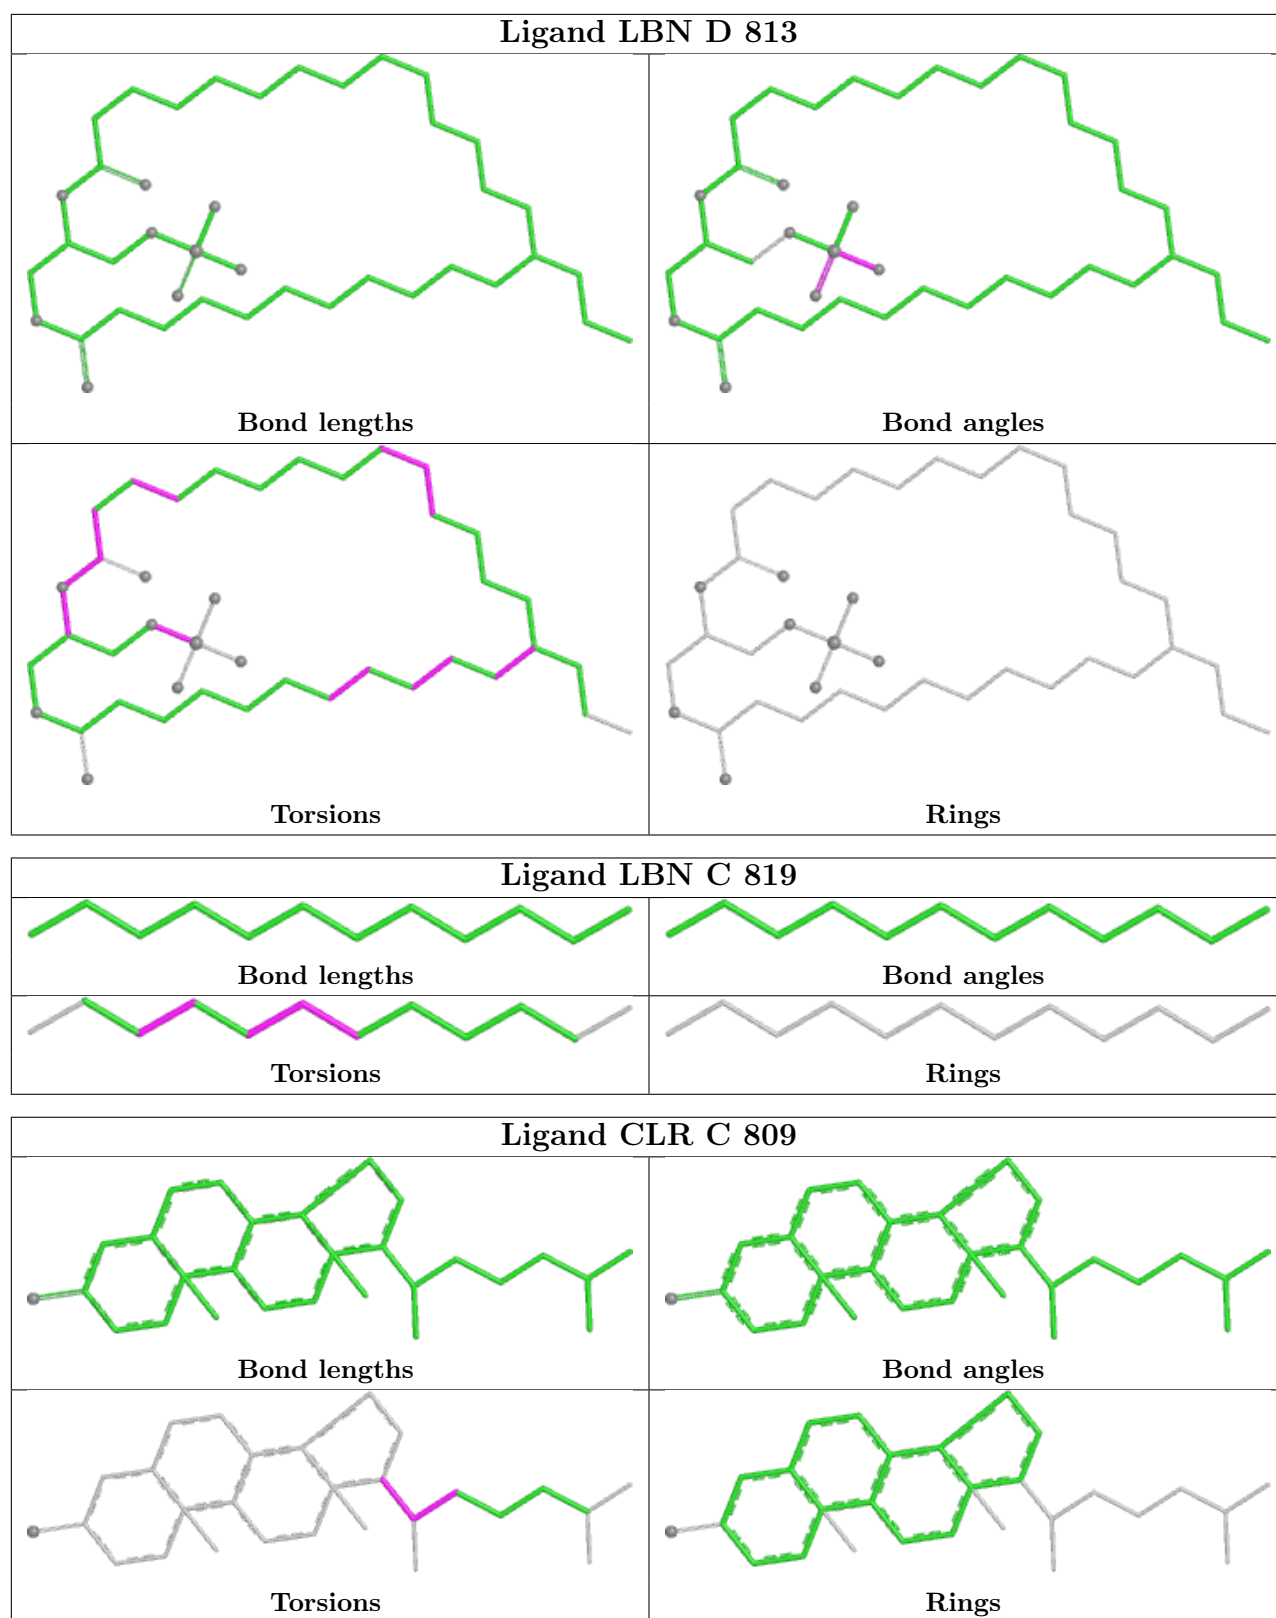 Ligand LBN D 813
Bond lengths
Bond angles
Torsions
Rings
Ligand LBN C 819
Bond lengths
Bond angles
Torsions
Rings
Ligand CLR C 809
Bond lengths
Bond angles
Torsions
Rings